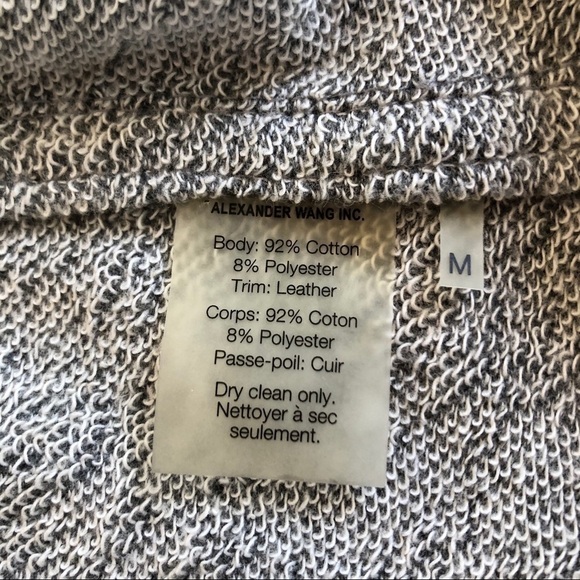 ALEXANDER WANG INC.
Body: 92% Cotton
8% Polyester
Trim: Leather
Corps: 92% Coton
8% Polyester
Passe-poil: Cuir
Dry clean only.
Nettoyer à sec
seulement.
M